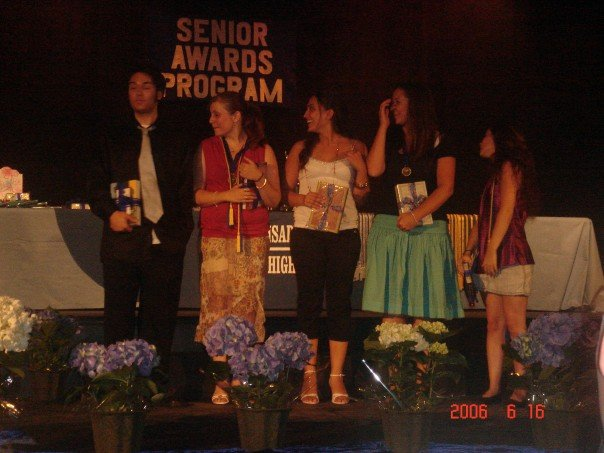 SENIOR
AWARDS
PROGRAM
HIGH
2006 6 16